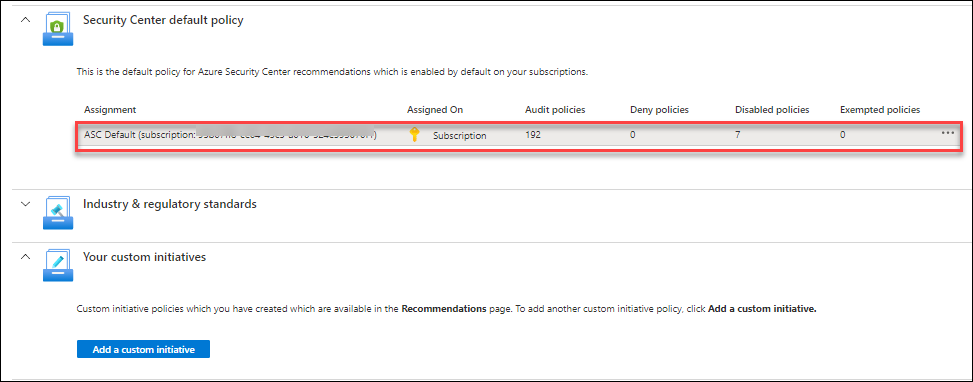 Security Center default policy
This is the default policy for Azure Security Center recommendations which is enabled by default on your subscriptions.
Assignment Assigned On Audit policies Deny policies Disabled policies Exempted policies
ASC Default (subscription: Subscription 192 0 7 0 ...
Industry & regulatory standards
Your custom initiatives
Custom initiative policies which you have created which are available in the Recommendations page. To add another custom initiative policy, click Add a custom initiative.
Add a custom initiative